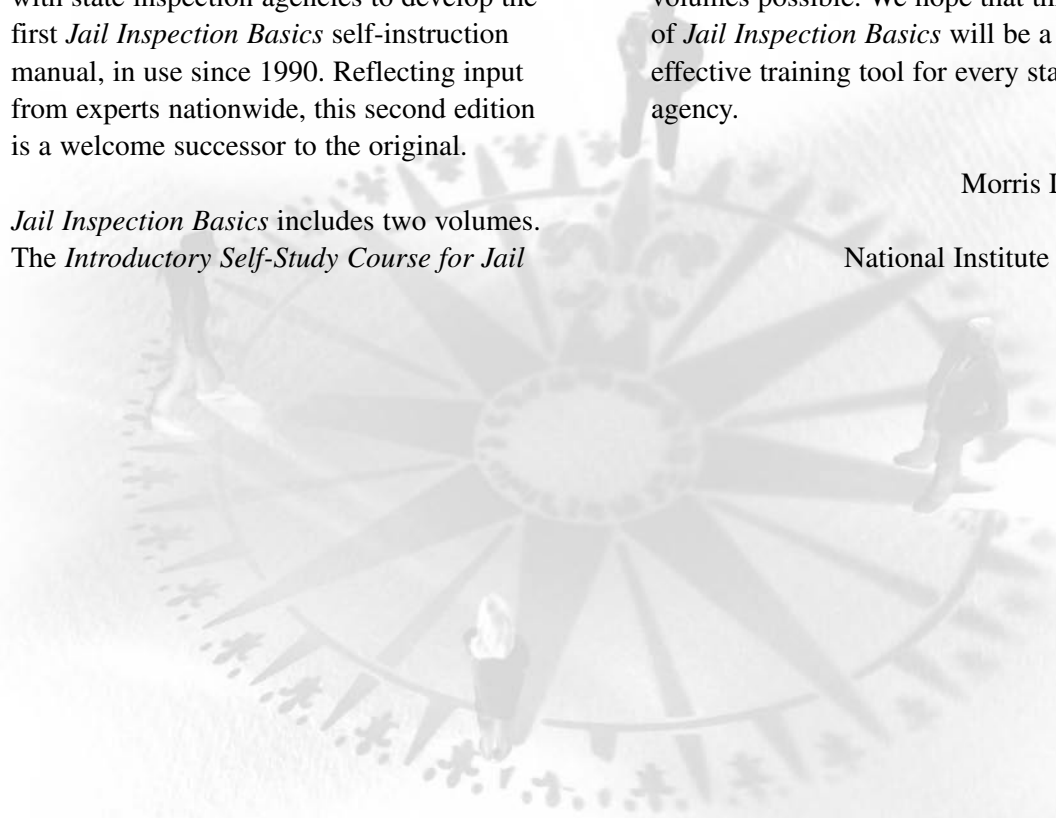 with state inspection agencies to develop the
first Jail Inspection Basics self-instruction
manual, in use since 1990. Reflecting input
from experts nationwide, this second edition
is a welcome successor to the original.
Jail Inspection Basics includes two volumes.
The Introductory Self-Study Course for Jail
volumes possible. We hope that
of Jail Inspection Basics will be a
effective training tool for every
agency.
Morris
National Institute